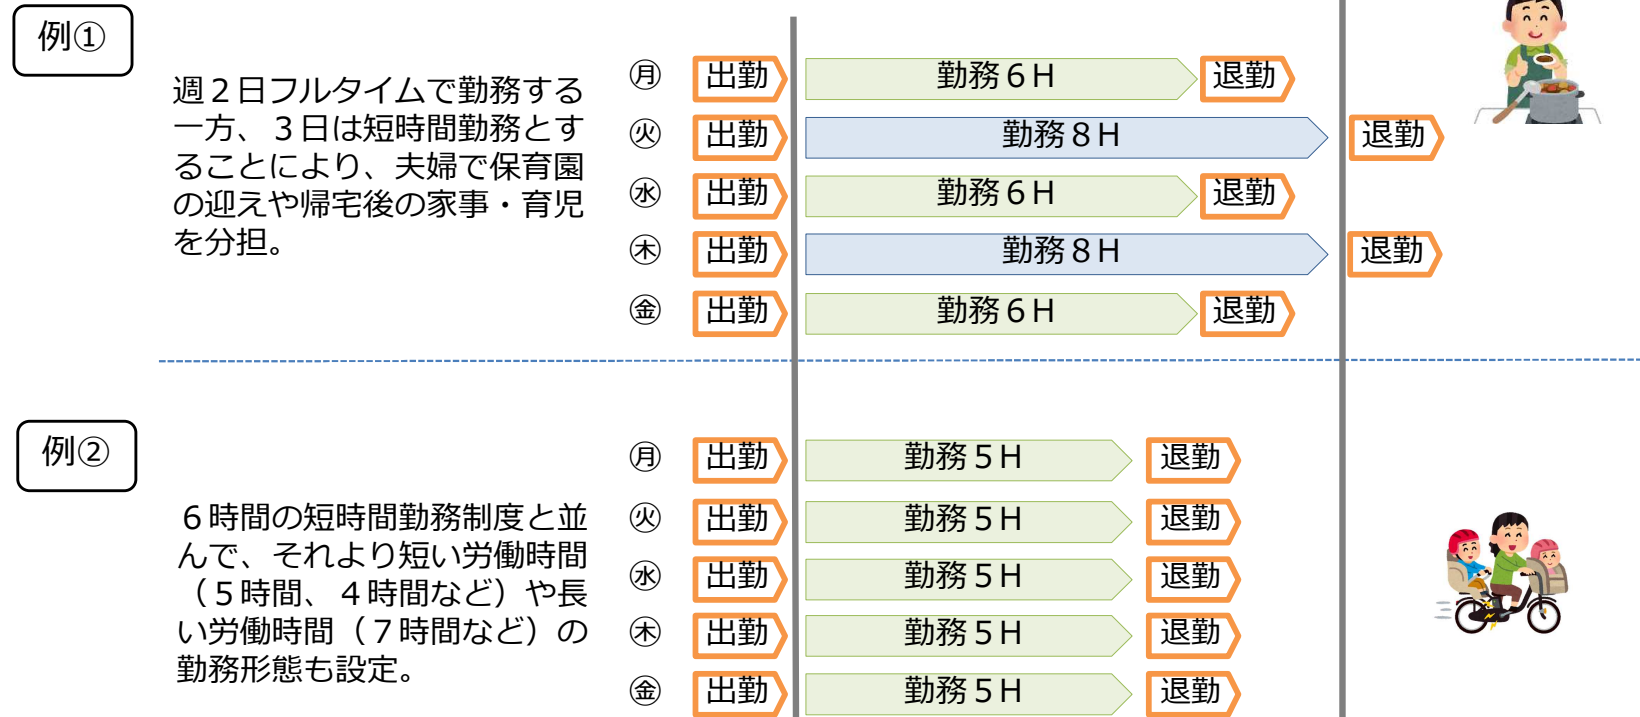 例①
週２日フルタイムで勤務する
一方、３日は短時間勤務とす
ることにより、夫婦で保育園
の迎えや帰宅後の家事・育児
を分担。
㊊ 出勤 勤務６Ｈ 退勤
㊋ 出勤 勤務８Ｈ 退勤
㊌ 出勤 勤務６Ｈ 退勤
㊍ 出勤 勤務８Ｈ 退勤
㊎ 出勤 勤務６Ｈ 退勤
例②
６時間の短時間勤務制度と並
んで、それより短い労働時間
（５時間、４時間など）や長
い労働時間（７時間など）の
勤務形態も設定。
㊊ 出勤 勤務５Ｈ 退勤
㊋ 出勤 勤務５Ｈ 退勤
㊌ 出勤 勤務５Ｈ 退勤
㊍ 出勤 勤務５Ｈ 退勤
㊎ 出勤 勤務５Ｈ 退勤